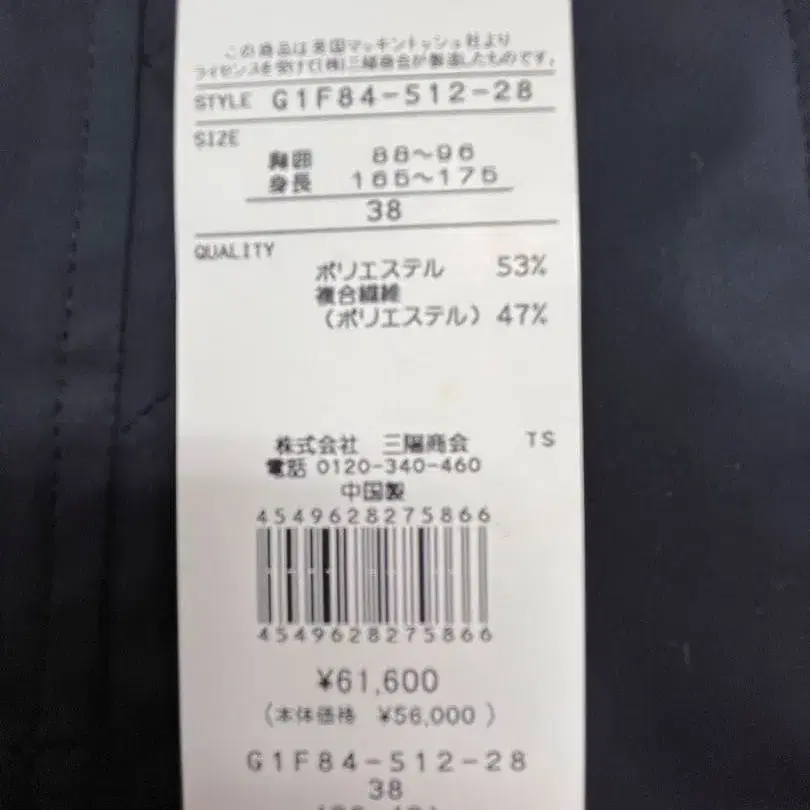 この商品は英国マッキントッシュ社より
ライセンスを受けて(株)三陽商会が製造したものです。
STYLE G1F84-512-28
SIZE
胸囲 88~96
身長 165~175
38
QUALITY
ポリエステル 53%
複合繊維
(ポリエステル) 47%
株式会社 三陽商会 TS
電話 0120-340-460
中国製
4549628275866
4549628275866
¥61,600
(本体価格 ¥56,000)
G1F84-512-28
38